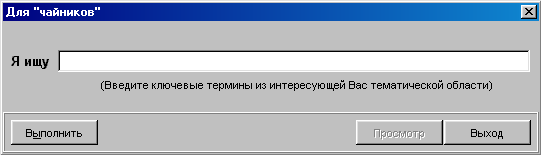 Для "чайников"
Я ищу
(Введите ключевые термины из интересующей Вас тематической области)
Выполнить Просмотр Выход